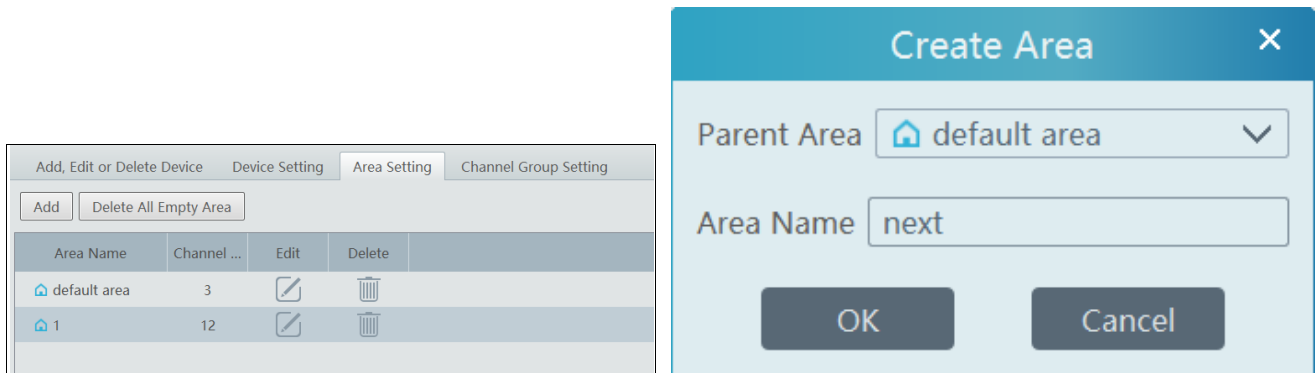 Add, Edit or Delete Device Device Setting Area Setting Channel Group Setting
Add Delete All Empty Area
Area Name Channel ... Edit Delete
default area 3
1 12
Create Area
Parent Area default area
Area Name next
OK Cancel